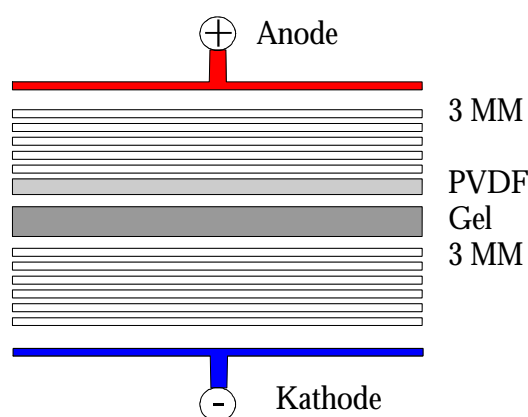 + Anode
3 MM
PVDF
Gel
3 MM
- Kathode